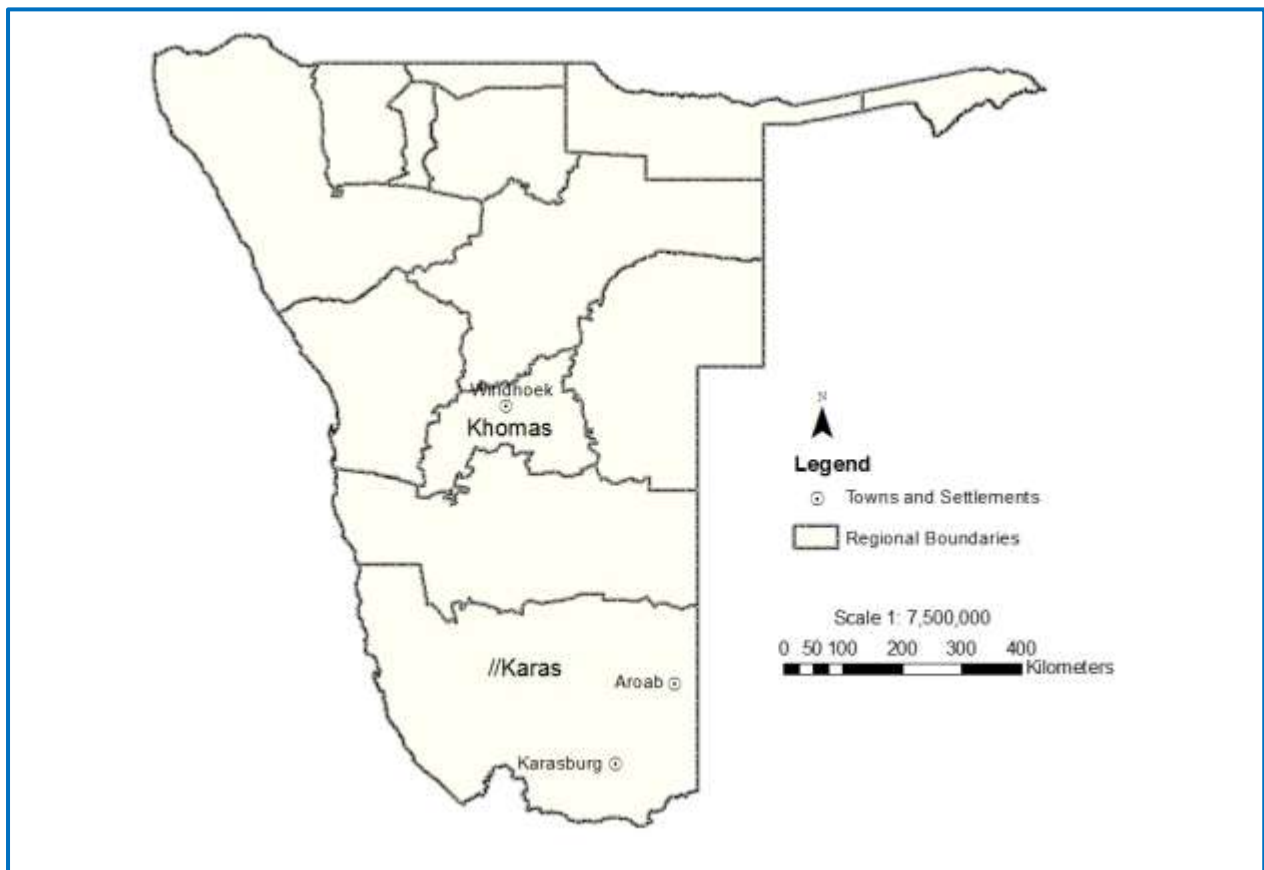 Windhoek
Khomas
N
Legend
Towns and Settlements
Regional Boundaries
Scale 1: 7,500,000
0 50 100 200 300 400
Kilometers
//Karas
Aroab
Karasburg